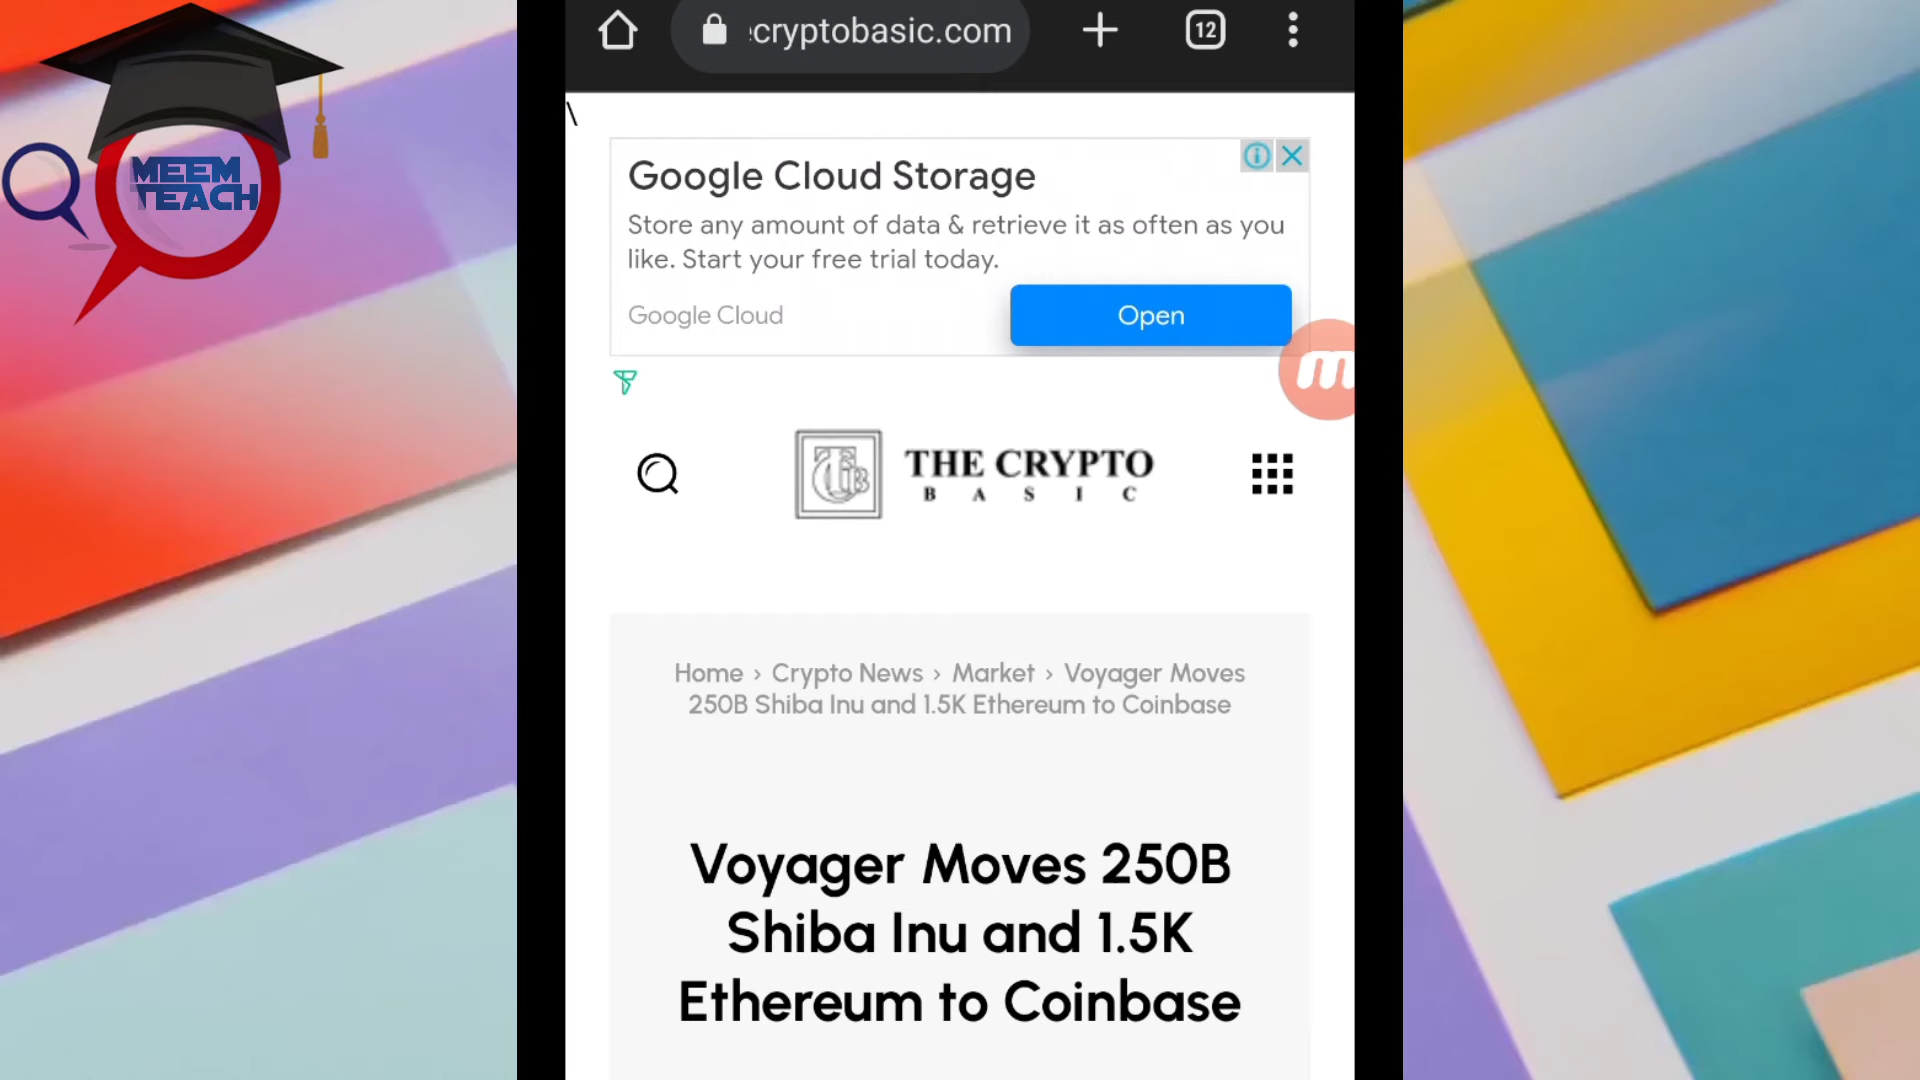 MEEM
TEACH
:cryptobasic.com
12
\
Google Cloud Storage
Store any amount of data & retrieve it as often as you
like. Start your free trial today.
Google Cloud
Open
m
THE CRYPTO
BASIC
Home › Crypto News › Market › Voyager Moves
250B Shiba Inu and 1.5K Ethereum to Coinbase
Voyager Moves 250B
Shiba Inu and 1.5K
Ethereum to Coinbase